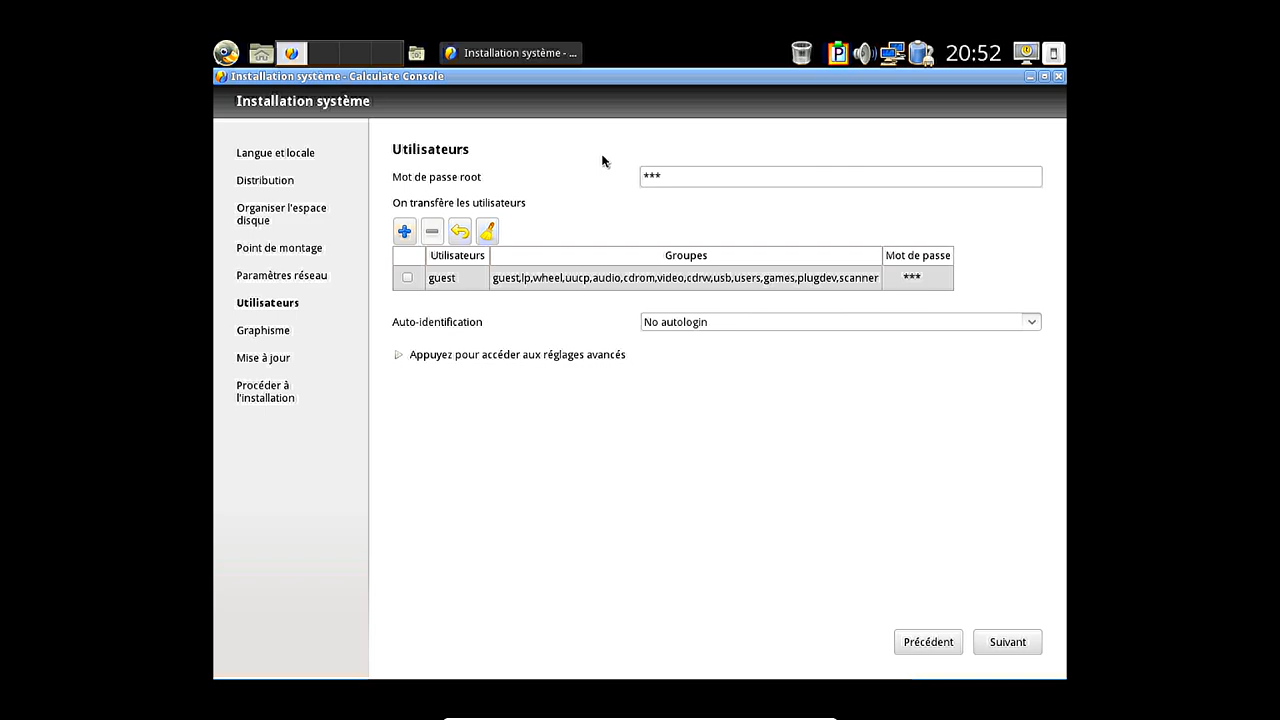 Installation système - ...
P
20:52
Installation système - Calculate Console
Installation système
Langue et locale
Distribution
Organiser l'espace
disque
Point de montage
Paramètres réseau
Utilisateurs
Graphisme
Mise à jour
Procéder à
l'installation
Utilisateurs
Mot de passe root
***
On transfère les utilisateurs
Utilisateurs
Groupes
Mot de passe
guest
guest,lp,wheel,uucp,audio,cdrom,video,cdrw,usb,users,games,plugdev,scanner
***
Auto-identification
No autologin
Appuyez pour accéder aux réglages avancés
Précédent
Suivant